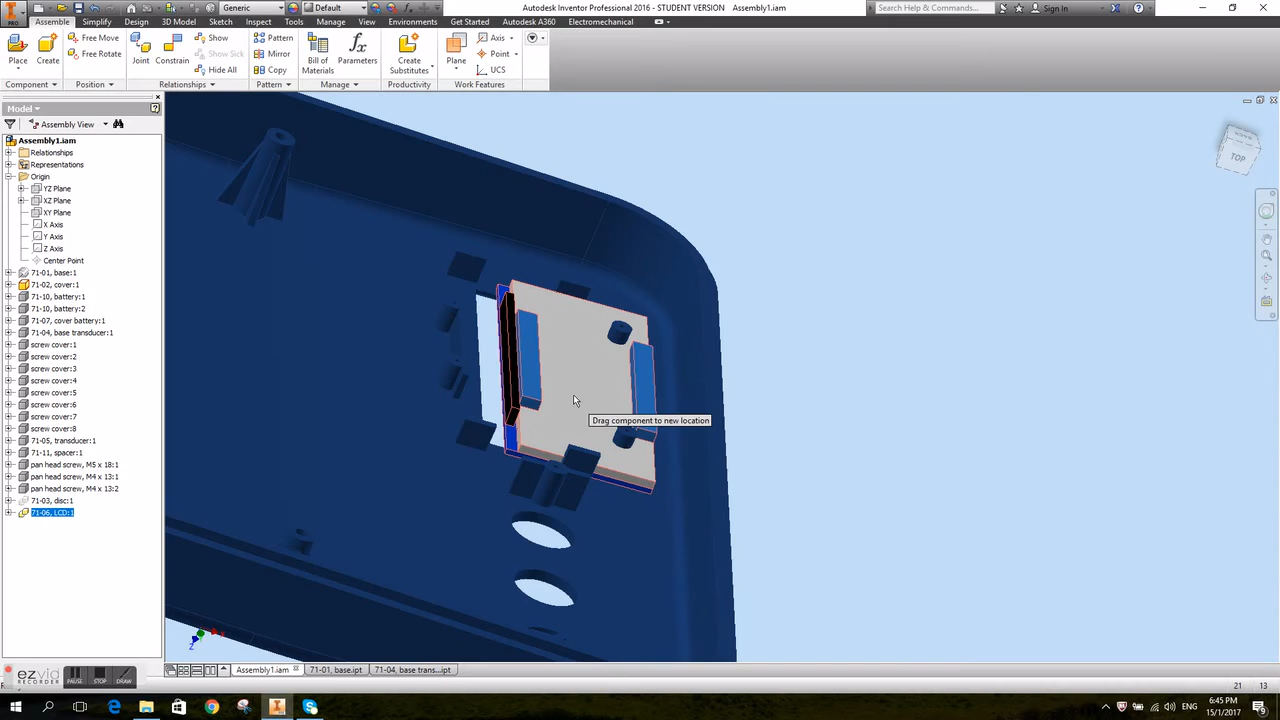 Generic
Default
Autodesk Inventor Professional 2016 - STUDENT VERSION Assembly1.iam
Search Help & Commands...
Sign In
PRO
Assemble Simplify Design 3D Model Sketch Inspect Tools Manage View Environments Get Started Autodesk A360 Electromechanical
Place
Create
Free Move
Free Rotate
Joint
Constrain
Show
Show Sick
Hide All
Pattern
Mirror
Copy
Bill of Materials
Parameters
Create Substitutes
Plane
Axis
Point
UCS
Component Position Relationships Pattern Manage Productivity Work Features
Model
Assembly View
Assembly1.iam
Relationships
Representations
Origin
YZ Plane
XZ Plane
XY Plane
X Axis
Y Axis
Z Axis
Center Point
71-01, base:1
71-02, cover:1
71-10, battery:1
71-10, battery:2
71-07, cover battery:1
71-04, base transducer:1
screw cover:1
screw cover:2
screw cover:3
screw cover:4
screw cover:5
screw cover:6
screw cover:7
screw cover:8
71-05, transducer:1
71-11, spacer:1
pan head screw, M5 x 18:1
pan head screw, M4 x 13:1
pan head screw, M4 x 13:2
71-03, disc:1
71-06, LCD:1
TOP
Drag component to new location
X
Z
Assembly1.iam
71-01, base.ipt
71-04, base trans...ipt
ezvid
RECORDER
PAUSE
STOP
DRAW
21 13
6:45 PM
15/1/2017